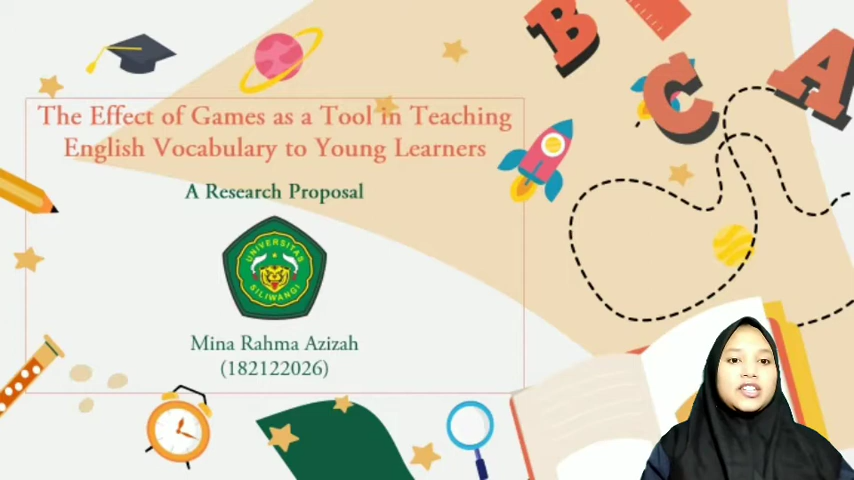 The Effect of Games as a Tool in Teaching
English Vocabulary to Young Learners
A Research Proposal
UNIVERSITAS
SILIWANGI
Mina Rahma Azizah
(182122026)
B
C
A